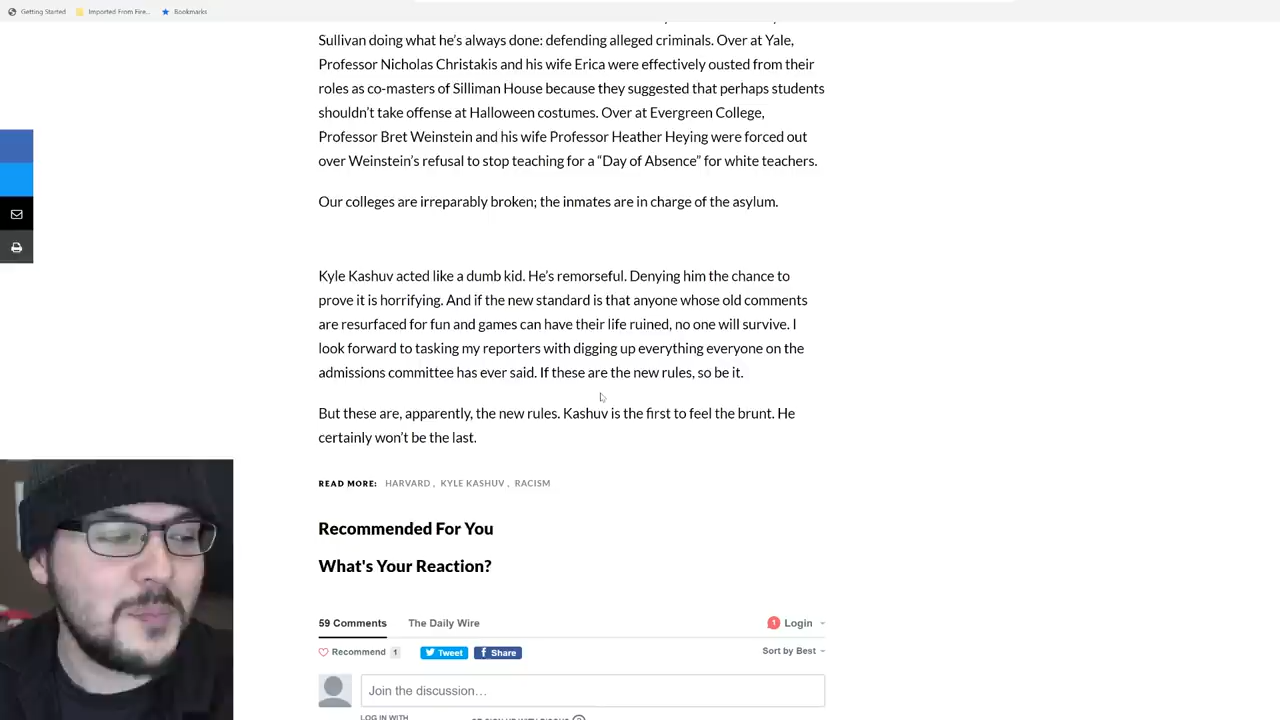 Getting Started Imported From Fire... Bookmarks
Sullivan doing what he's always done: defending alleged criminals. Over at Yale,
Professor Nicholas Christakis and his wife Erica were effectively ousted from their
roles as co-masters of Silliman House because they suggested that perhaps students
shouldn't take offense at Halloween costumes. Over at Evergreen College,
Professor Bret Weinstein and his wife Professor Heather Heying were forced out
over Weinstein's refusal to stop teaching for a “Day of Absence” for white teachers.
Our colleges are irreparably broken; the inmates are in charge of the asylum.
Kyle Kashuv acted like a dumb kid. He's remorseful. Denying him the chance to
prove it is horrifying. And if the new standard is that anyone whose old comments
are resurfaced for fun and games can have their life ruined, no one will survive. I
look forward to tasking my reporters with digging up everything everyone on the
admissions committee has ever said. If these are the new rules, so be it.
But these are, apparently, the new rules. Kashuv is the first to feel the brunt. He
certainly won't be the last.
READ MORE: HARVARD , KYLE KASHUV , RACISM
Recommended For You
What's Your Reaction?
59 Comments The Daily Wire 1 Login
Recommend 1 Tweet Share Sort by Best
Join the discussion...
LOG IN WITH